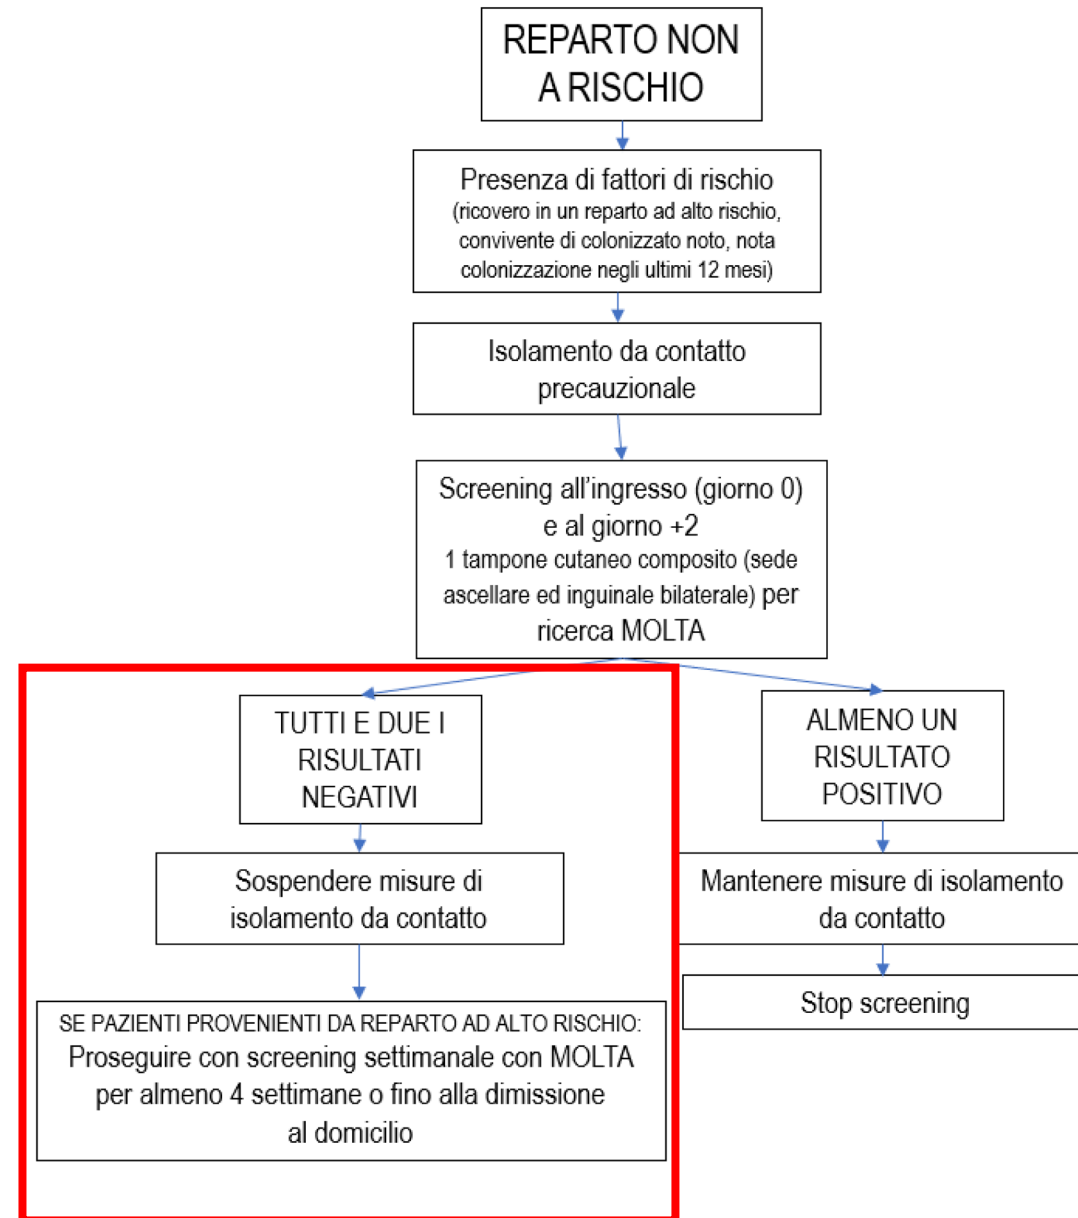 REPARTO NON
A RISCHIO
Presenza di fattori di rischio
(ricovero in un reparto ad alto rischio,
convivente di colonizzato noto, nota
colonizzazione negli ultimi 12 mesi)
Isolamento da contatto
precauzionale
Screening all'ingresso (giorno 0)
e al giorno +2
1 tampone cutaneo composito (sede
ascellare ed inguinale bilaterale) per
ricerca MOLTA
TUTTI E DUE I
RISULTATI
NEGATIVI
Sospendere misure di
isolamento da contatto
SE PAZIENTI PROVENIENTI DA REPARTO AD ALTO RISCHIO:
Proseguire con screening settimanale con MOLTA
per almeno 4 settimane o fino alla dimissione
al domicilio
ALMENO UN
RISULTATO
POSITIVO
Mantenere misure di isolamento
da contatto
Stop screening